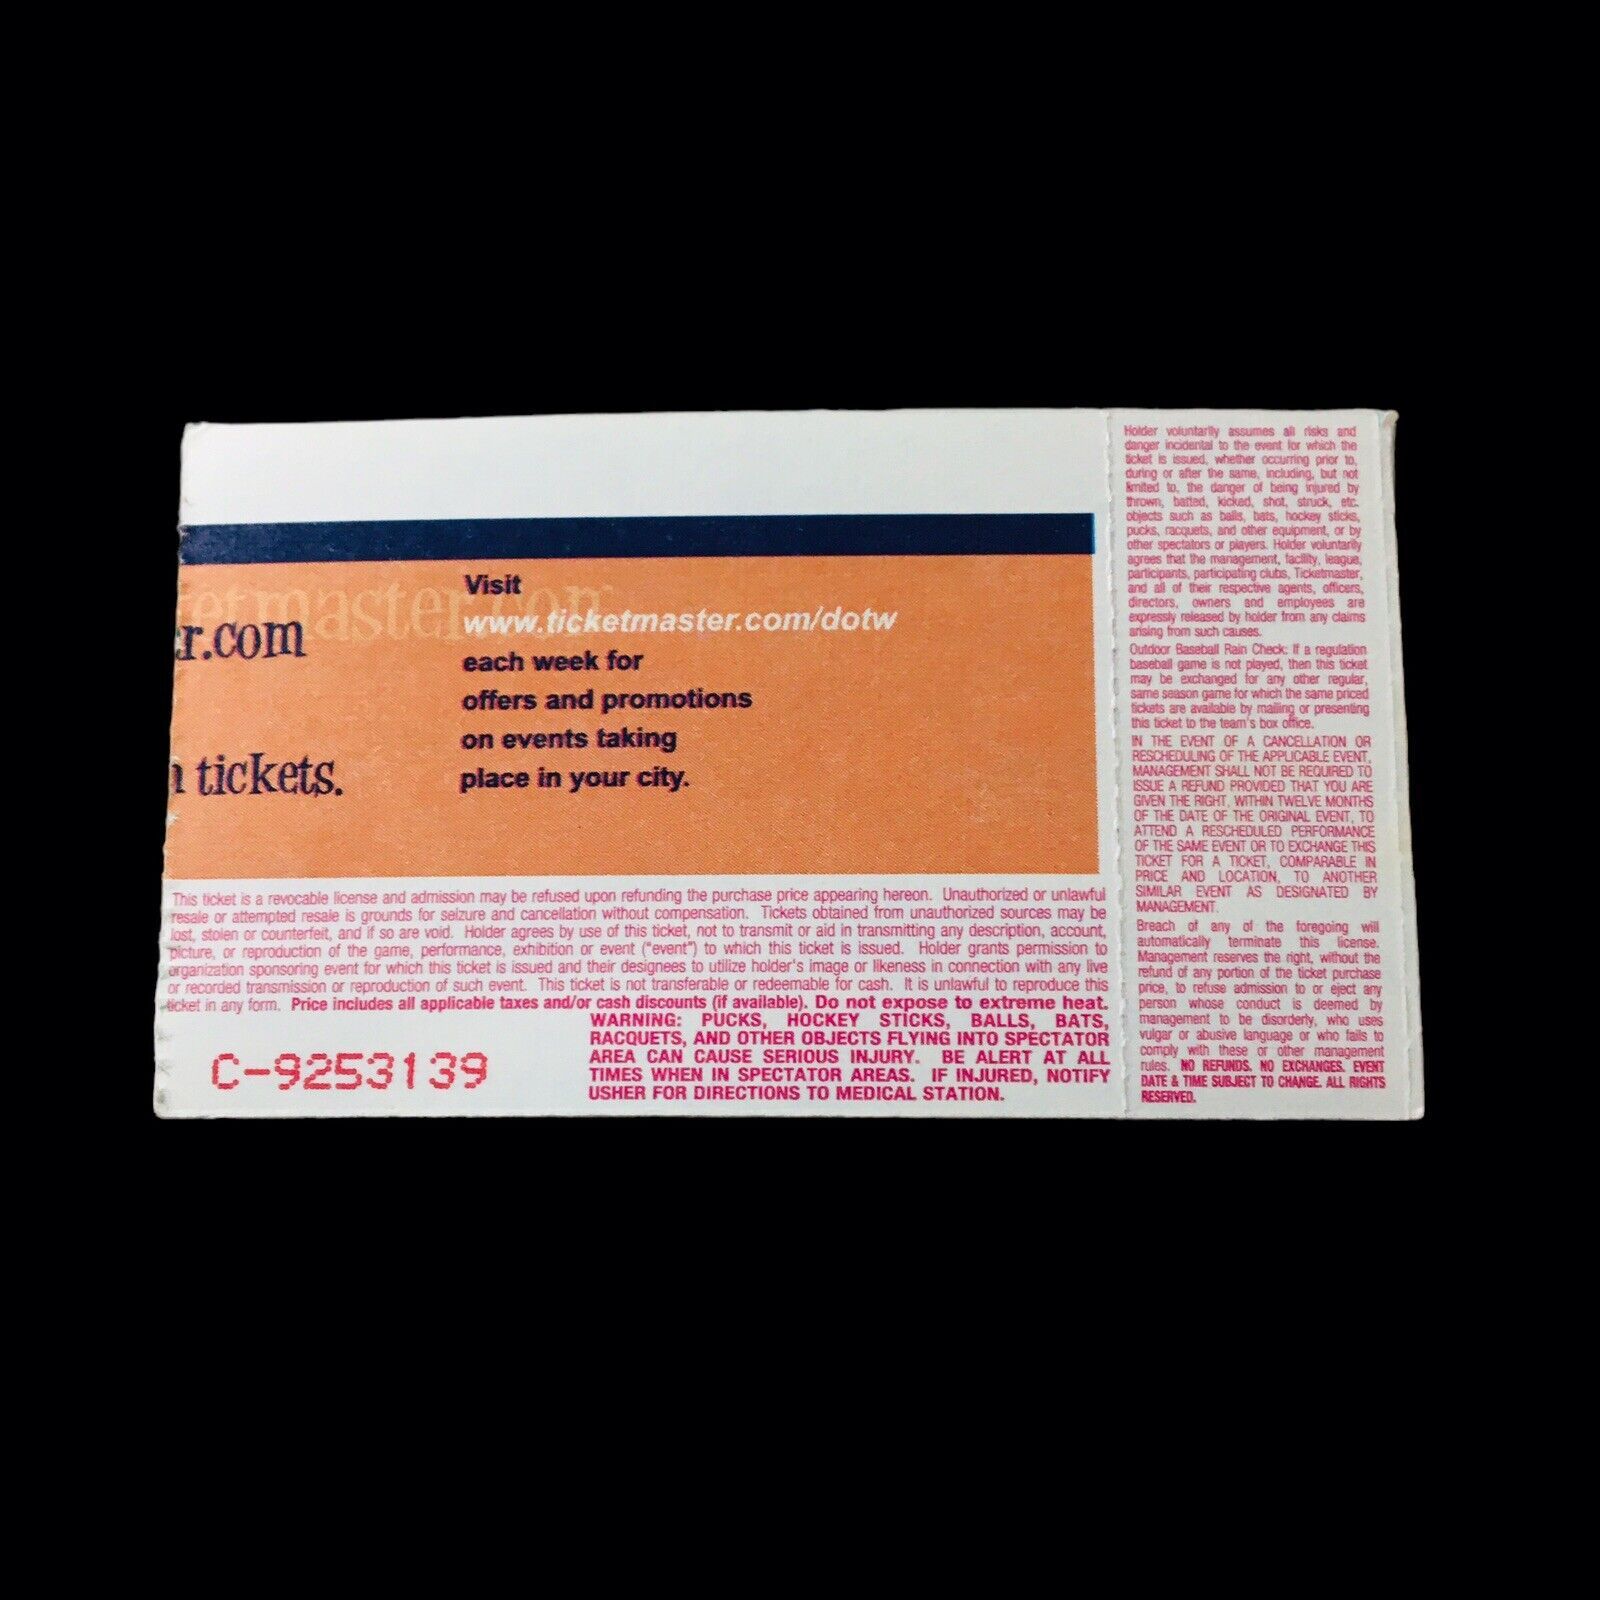 etmaster.com
r.com
tickets.
Visit
www.ticketmaster.com/dotw
each week for
offers and promotions
on events taking
place in your city.
This ticket is a revocable license and admission may be refused upon refunding the purchase price appearing hereon. Unauthorized or unlawful
resale or attempted resale is grounds for seizure and cancellation without compensation. Tickets obtained from unauthorized sources may be
lost, stolen or counterfeit, and if so are void. Holder agrees by use of this ticket, not to transmit or aid in transmitting any description, account,
picture, or reproduction of the game, performance, exhibition or event ("event") to which this ticket is issued. Holder grants permission to
organization sponsoring event for which this ticket is issued and their designees to utilize holder's image or likeness in connection with any live
or recorded transmission or reproduction of such event. This ticket is not transferable or redeemable for cash. It is unlawful to reproduce this
ticket in any form. Price includes all applicable taxes and/or cash discounts (if available). Do not expose to extreme heat.
WARNING: PUCKS, HOCKEY STICKS, BALLS, BATS,
RACQUETS, AND OTHER OBJECTS FLYING INTO SPECTATOR
AREA CAN CAUSE SERIOUS INJURY. BE ALERT AT ALL
TIMES WHEN IN SPECTATOR AREAS. IF INJURED, NOTIFY
USHER FOR DIRECTIONS TO MEDICAL STATION.
C-9253139
Holder voluntarily assumes all risks and
danger incidental to the event for which the
ticket is issued, whether occurring prior to,
during or after the same, including, but not
limited to, the danger of being injured by
thrown, batted, kicked, shot, struck, etc.
objects such as balls, bats, hockey sticks,
pucks, racquets, and other equipment, or by
other spectators or players. Holder voluntarily
agrees that the management, facility, league,
participants, participating clubs, Ticketmaster,
and all of their respective agents, officers,
directors, owners and employees are
expressly released by holder from any claims
arising from such causes.
Outdoor Baseball Rain Check: If a regulation
baseball game is not played, then this ticket
may be exchanged for any other regular,
same season game for which the same priced
tickets are available by mailing or presenting
this ticket to the team's box office.
IN THE EVENT OF A CANCELLATION OR
RESCHEDULING OF THE APPLICABLE EVENT,
MANAGEMENT SHALL NOT BE REQUIRED TO
ISSUE A REFUND PROVIDED THAT YOU ARE
GIVEN THE RIGHT, WITHIN TWELVE MONTHS
OF THE DATE OF THE ORIGINAL EVENT, TO
ATTEND A RESCHEDULED PERFORMANCE
OF THE SAME EVENT OR TO EXCHANGE THIS
TICKET FOR A TICKET, COMPARABLE IN
PRICE AND LOCATION, TO ANOTHER
SIMILAR EVENT AS DESIGNATED BY
MANAGEMENT.
Breach of any of the foregoing will
automatically terminate this license.
Management reserves the right, without the
refund of any portion of the ticket purchase
price, to refuse admission to or eject any
person whose conduct is deemed by
management to be disorderly, who uses
vulgar or abusive language or who fails to
comply with these or other management
rules. NO REFUNDS. NO EXCHANGES. EVENT
DATE & TIME SUBJECT TO CHANGE. ALL RIGHTS
RESERVED.